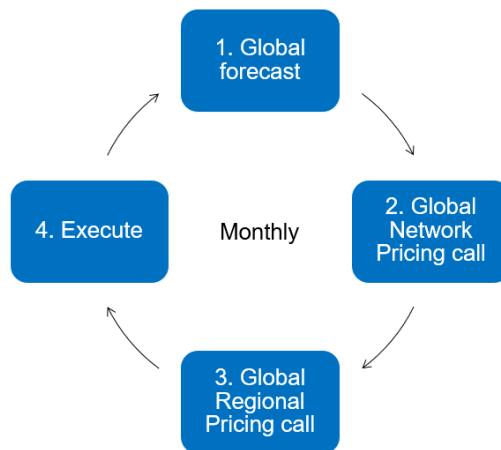 1. Global
forecast
2. Global
Network
Pricing call
3. Global
Regional
Pricing call
4. Execute
Monthly